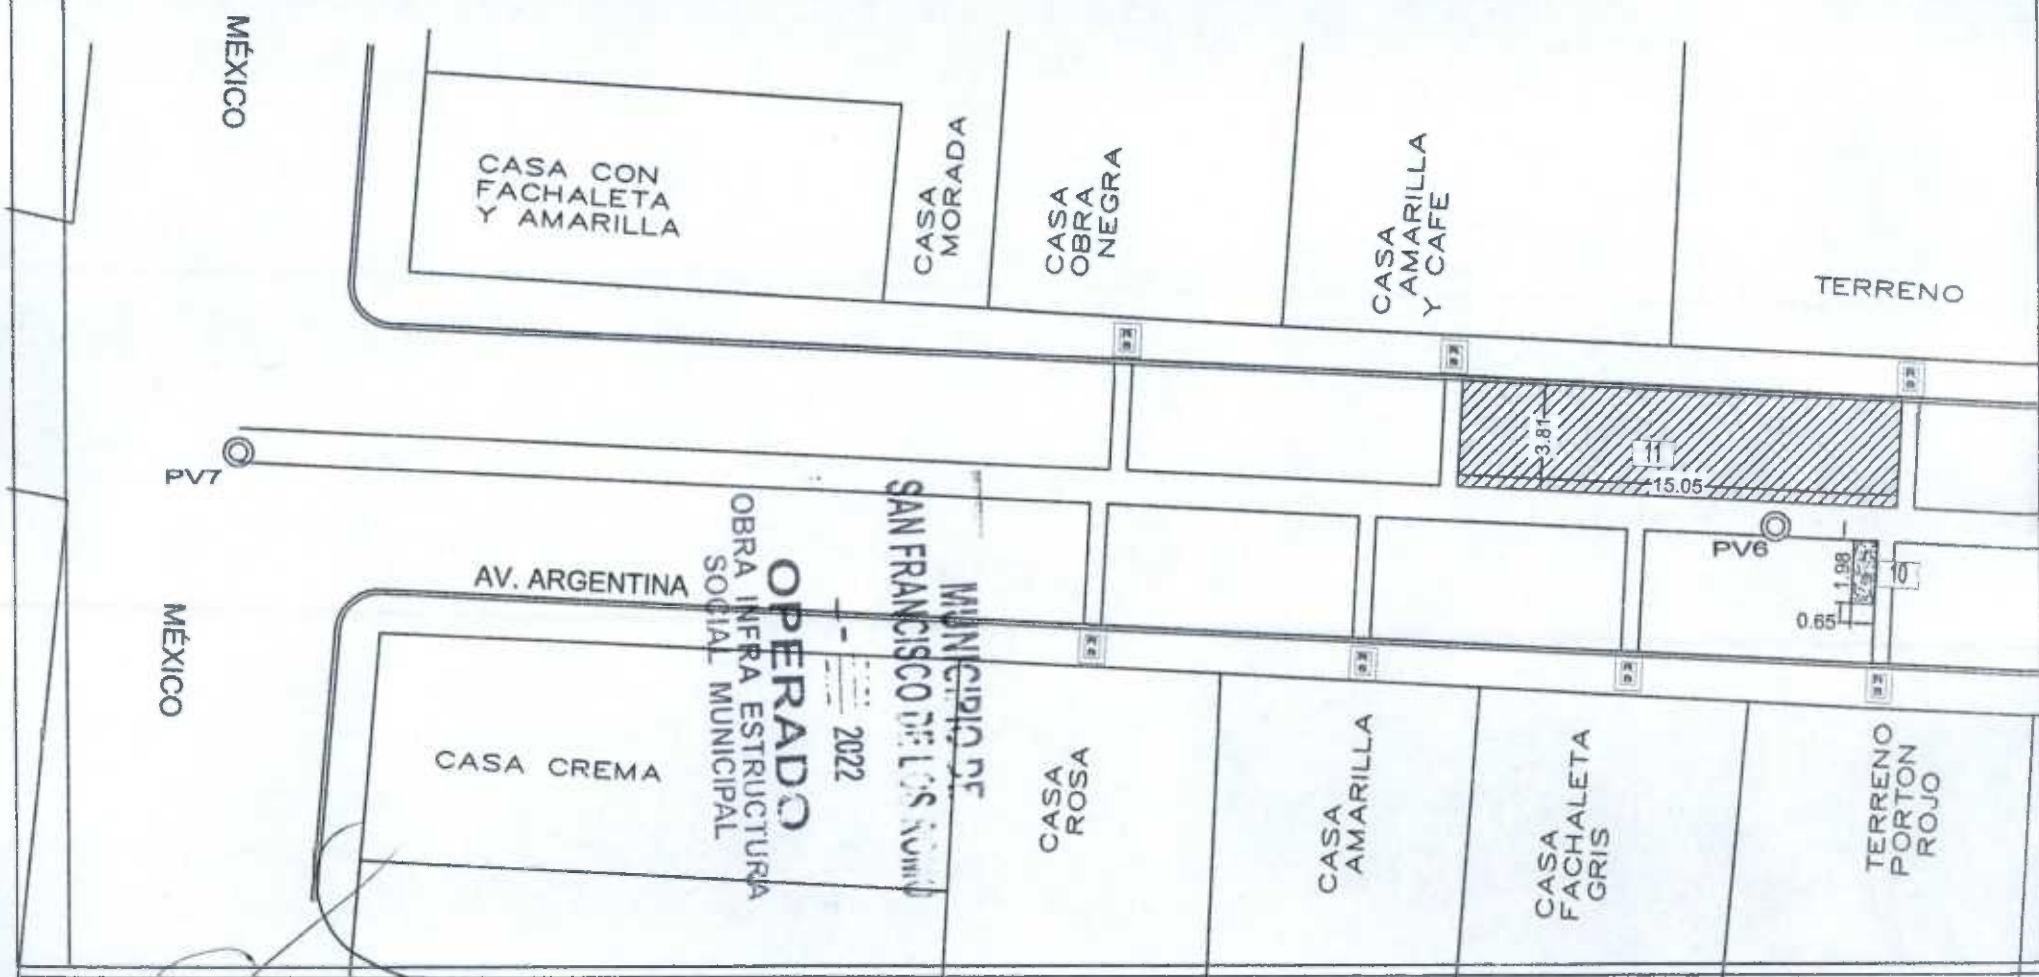 MÉXICO
CASA CON
FACHALETA
Y AMARILLA
CASA
MORADA
CASA
OBRA
NEGRA
CASA
AMARILLA
Y CAFE
TERRENO
3.81
11
15.05
PV7
PV6
1.98
10
0.65
AV. ARGENTINA
MÉXICO
MUNICIPIO DE
SAN FRANCISCO DE LOS ROMO
2022
OPERADO
OBRA INFRA ESTRUCTURA
SOCIAL MUNICIPAL
CASA CREMA
CASA
ROSA
CASA
AMARILLA
CASA
FACHALETA
GRIS
TERRENO
PORTON
ROJO